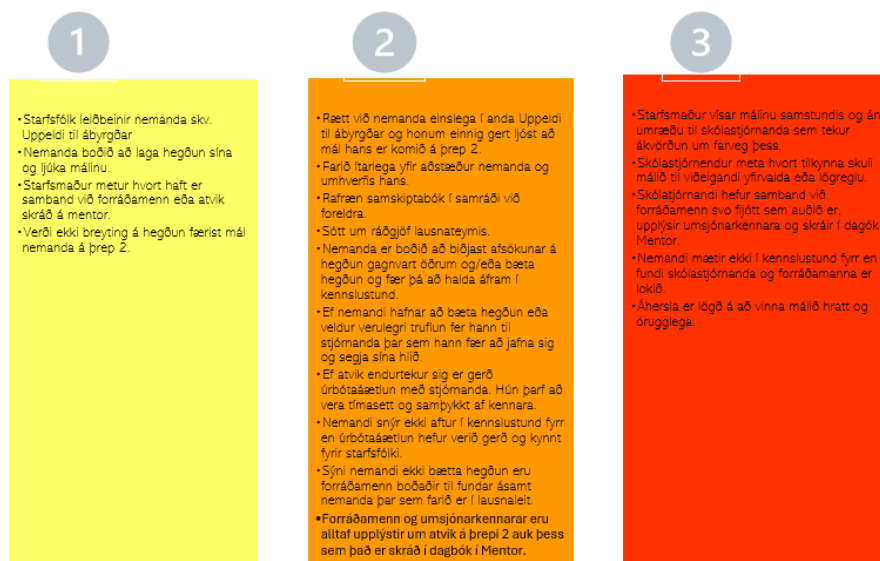 1
•Starfsfólk leiðbeinir nemanda skv.
Uppeldi til ábyrgðar
•Nemanda boðið að laga hegðun sína
og ljúka málinu.
•Starfsmaður metur hvort haft er
samband við forráðamenn eða atvik
skráð á mentor.
•Verði ekki breyting á hegðun færist mál
nemanda á þrep 2.
2
•Rætt við nemanda einslega í anda Uppeldi
til ábyrgðar og honum einnig gert ljóst að
mál hans er komið á þrep 2.
•Farið ítarlega yfir aðstæður nemanda og
umhverfis hans.
•Rafræn samskiptabók í samráði við
foreldra.
•Sótt um ráðgjöf lausnateymis.
•Nemanda er boðið að biðjast afsökunar á
hegðun gagnvart öðrum og/eða bæta
hegðun og fær þá að halda áfram í
kennslustund.
•Ef nemandi hafnar að bæta hegðun eða
veldur verulegri truflun fer hann til
stjórnanda þar sem hann fær að jafna sig
og segja sína hlið.
•Ef atvik endurtekur sig er gerð
úrbótaáætlun með stjórnanda. Hún þarf að
vera tímasett og samþykkt af kennara.
•Nemandi snýr ekki aftur í kennslustund fyrr
en úrbótaáætlun hefur verið gerð og kynnt
fyrir starfsfólki.
•Sýni nemandi ekki bætta hegðun eru
forráðamenn boðaðir til fundar ásamt
nemanda þar sem farið er í lausnaleit.
•Forráðamenn og umsjónarkennarar eru
alltaf upplýstir um atvik á þrepi 2 auk þess
sem það er skráð í dagbók í Mentor.
3
•Starfsmaður vísar málinu samstundis og án
umræðu til skólastjórnanda sem tekur
ákvörðun um farveg þess.
•Skólastjórnendur meta hvort tilkynna skuli
málið til viðeigandi yfirvalda eða lögreglu.
•Skólatjórnandi hefur samband við
forráðamenn svo fljótt sem auðið er,
upplýsir umsjónarkennara og skráir í dagók
Mentor.
•Nemandi mætir ekki í kennslustund fyrr en
fundi skólastjórnanda og forráðamanna er
lokið.
•Áhersla er lögð á að vinna málið hratt og
örugglega.